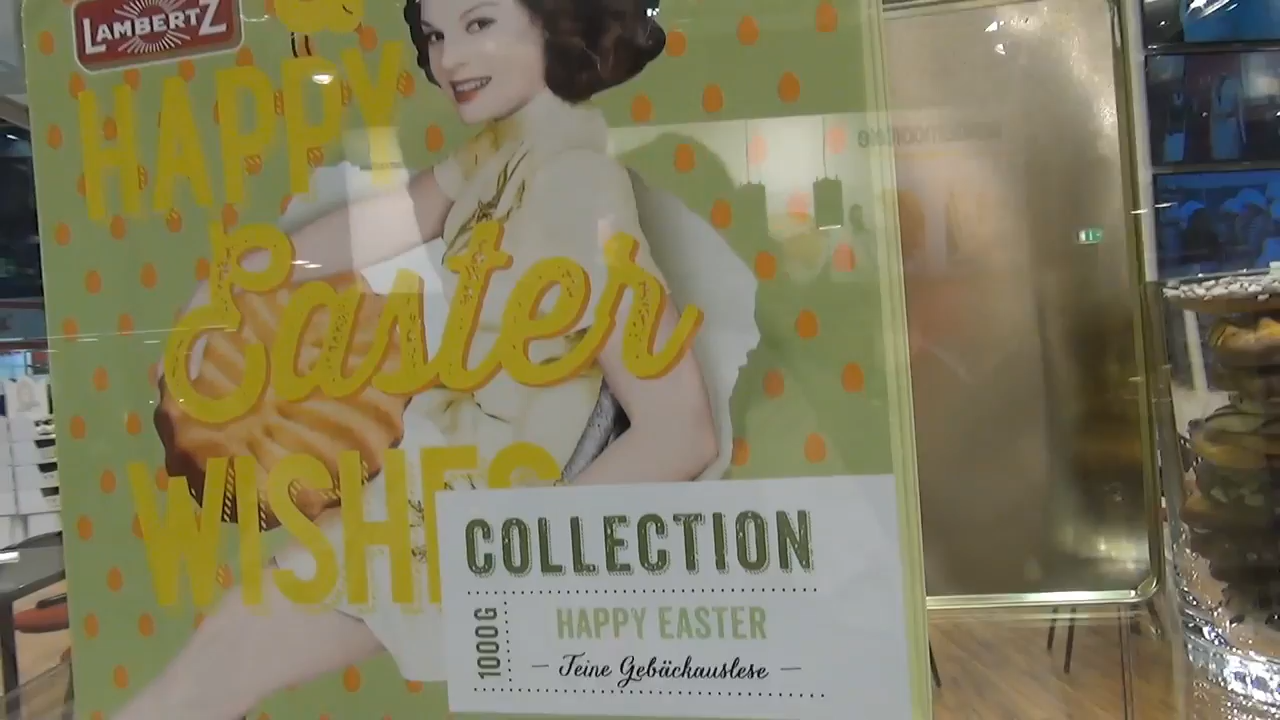 LAMBERTZ
HAPPY
Easter
WISHES
COLLECTION
1000G
HAPPY EASTER
— Feine Gebäckauslese —